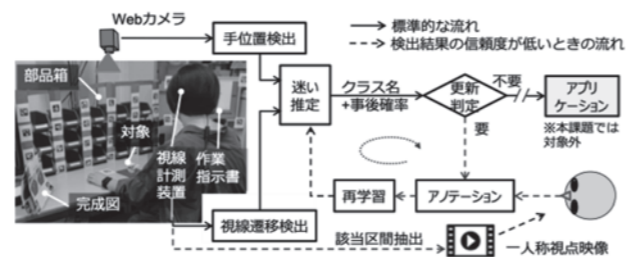 Webカメラ
手位置検出
標準的な流れ
検出結果の信頼度が低いときの流れ
部品箱
対象
視線
計測
装置
作業
指示書
完成図
迷い
推定
クラス名
+事後確率
更新
判定
不要
要
アプリ
ケーション
※本課題では
対象外
再学習
アノテーション
視線遷移検出
該当区間抽出
一人称視点映像